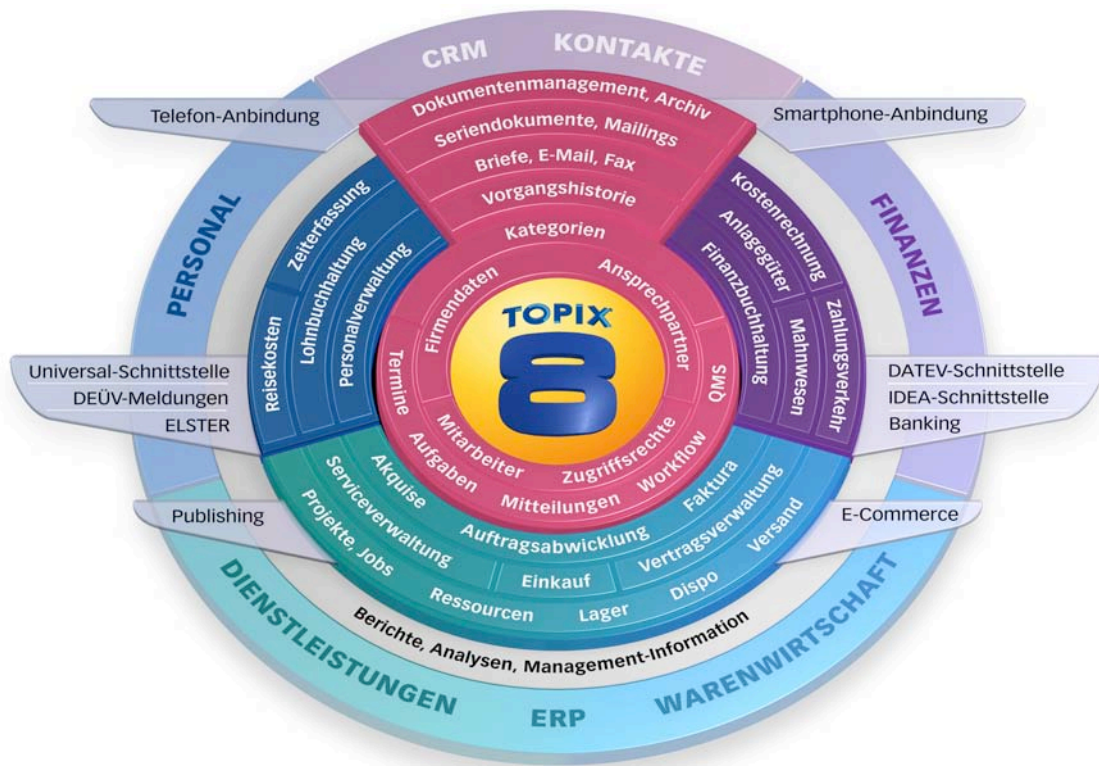 CRM KONTAKTE
Dokumentenmanagement, Archiv
Seriendokumente, Mailings
Briefe, E-Mail, Fax
Vorgangshistorie
Kategorien
Telefon-Anbindung
Smartphone-Anbindung
PERSONAL
Zeiterfassung
Reisekosten
Lohnbuchhaltung
Personalverwaltung
FINANZEN
Kostenrechnung
Anlagegüter
Finanzbuchhaltung
Zahlungsverkehr
Mahnwesen
Firmendaten
Ansprechpartner
TOPIX
8
Termine
QMS
Mitarbeiter
Zugriffsrechte
Aufgaben
Mitteilungen
Workflow
Universal-Schnittstelle
DEÜV-Meldungen
ELSTER
DATEV-Schnittstelle
IDEA-Schnittstelle
Banking
Akquise
Auftragsabwicklung
Faktura
Serviceverwaltung
Einkauf
Vertragsverwaltung
Projekte, Jobs
Ressourcen
Lager
Dispo
Versand
Publishing
E-Commerce
Berichte, Analysen, Management-Information
DIENSTLEISTUNGEN
ERP
WARENWIRTSCHAFT